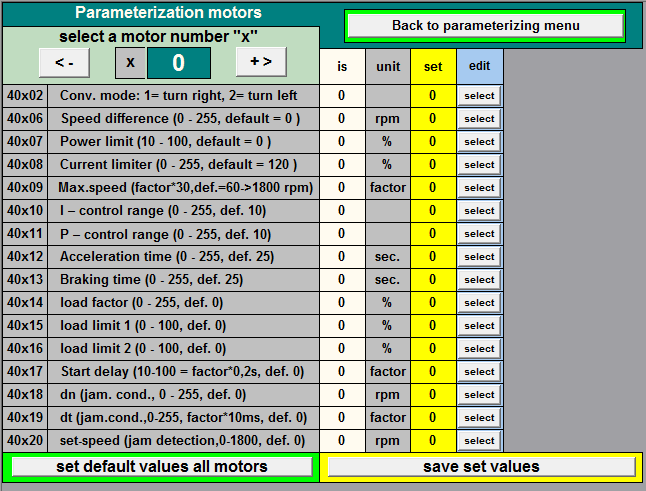 Parameterization motors
Back to parameterizing menu
select a motor number "x"
< - x 0 + >
is unit set edit
40x02 Conv. mode: 1= turn right, 2= turn left 0 0 select
40x06 Speed difference (0 - 255, default = 0 ) 0 rpm 0 select
40x07 Power limit (10 - 100, default = 0 ) 0 % 0 select
40x08 Current limiter (0 - 255, default = 120 ) 0 % 0 select
40x09 Max.speed (factor*30,def.=60->1800 rpm) 0 factor 0 select
40x10 I – control range (0 - 255, def. 10) 0 0 select
40x11 P – control range (0 - 255, def. 10) 0 0 select
40x12 Acceleration time (0 - 255, def. 25) 0 sec. 0 select
40x13 Braking time (0 - 255, def. 25) 0 sec. 0 select
40x14 load factor (0 - 255, def. 0) 0 % 0 select
40x15 load limit 1 (0 - 100, def. 0) 0 % 0 select
40x16 load limit 2 (0 - 100, def. 0) 0 % 0 select
40x17 Start delay (10-100 = factor*0,2s, def. 0) 0 factor 0 select
40x18 dn (jam. cond., 0 - 255, def. 0) 0 rpm 0 select
40x19 dt (jam.cond.,0-255, factor*10ms, def. 0) 0 factor 0 select
40x20 set-speed (jam detection,0-1800, def. 0) 0 rpm 0 select
set default values all motors save set values